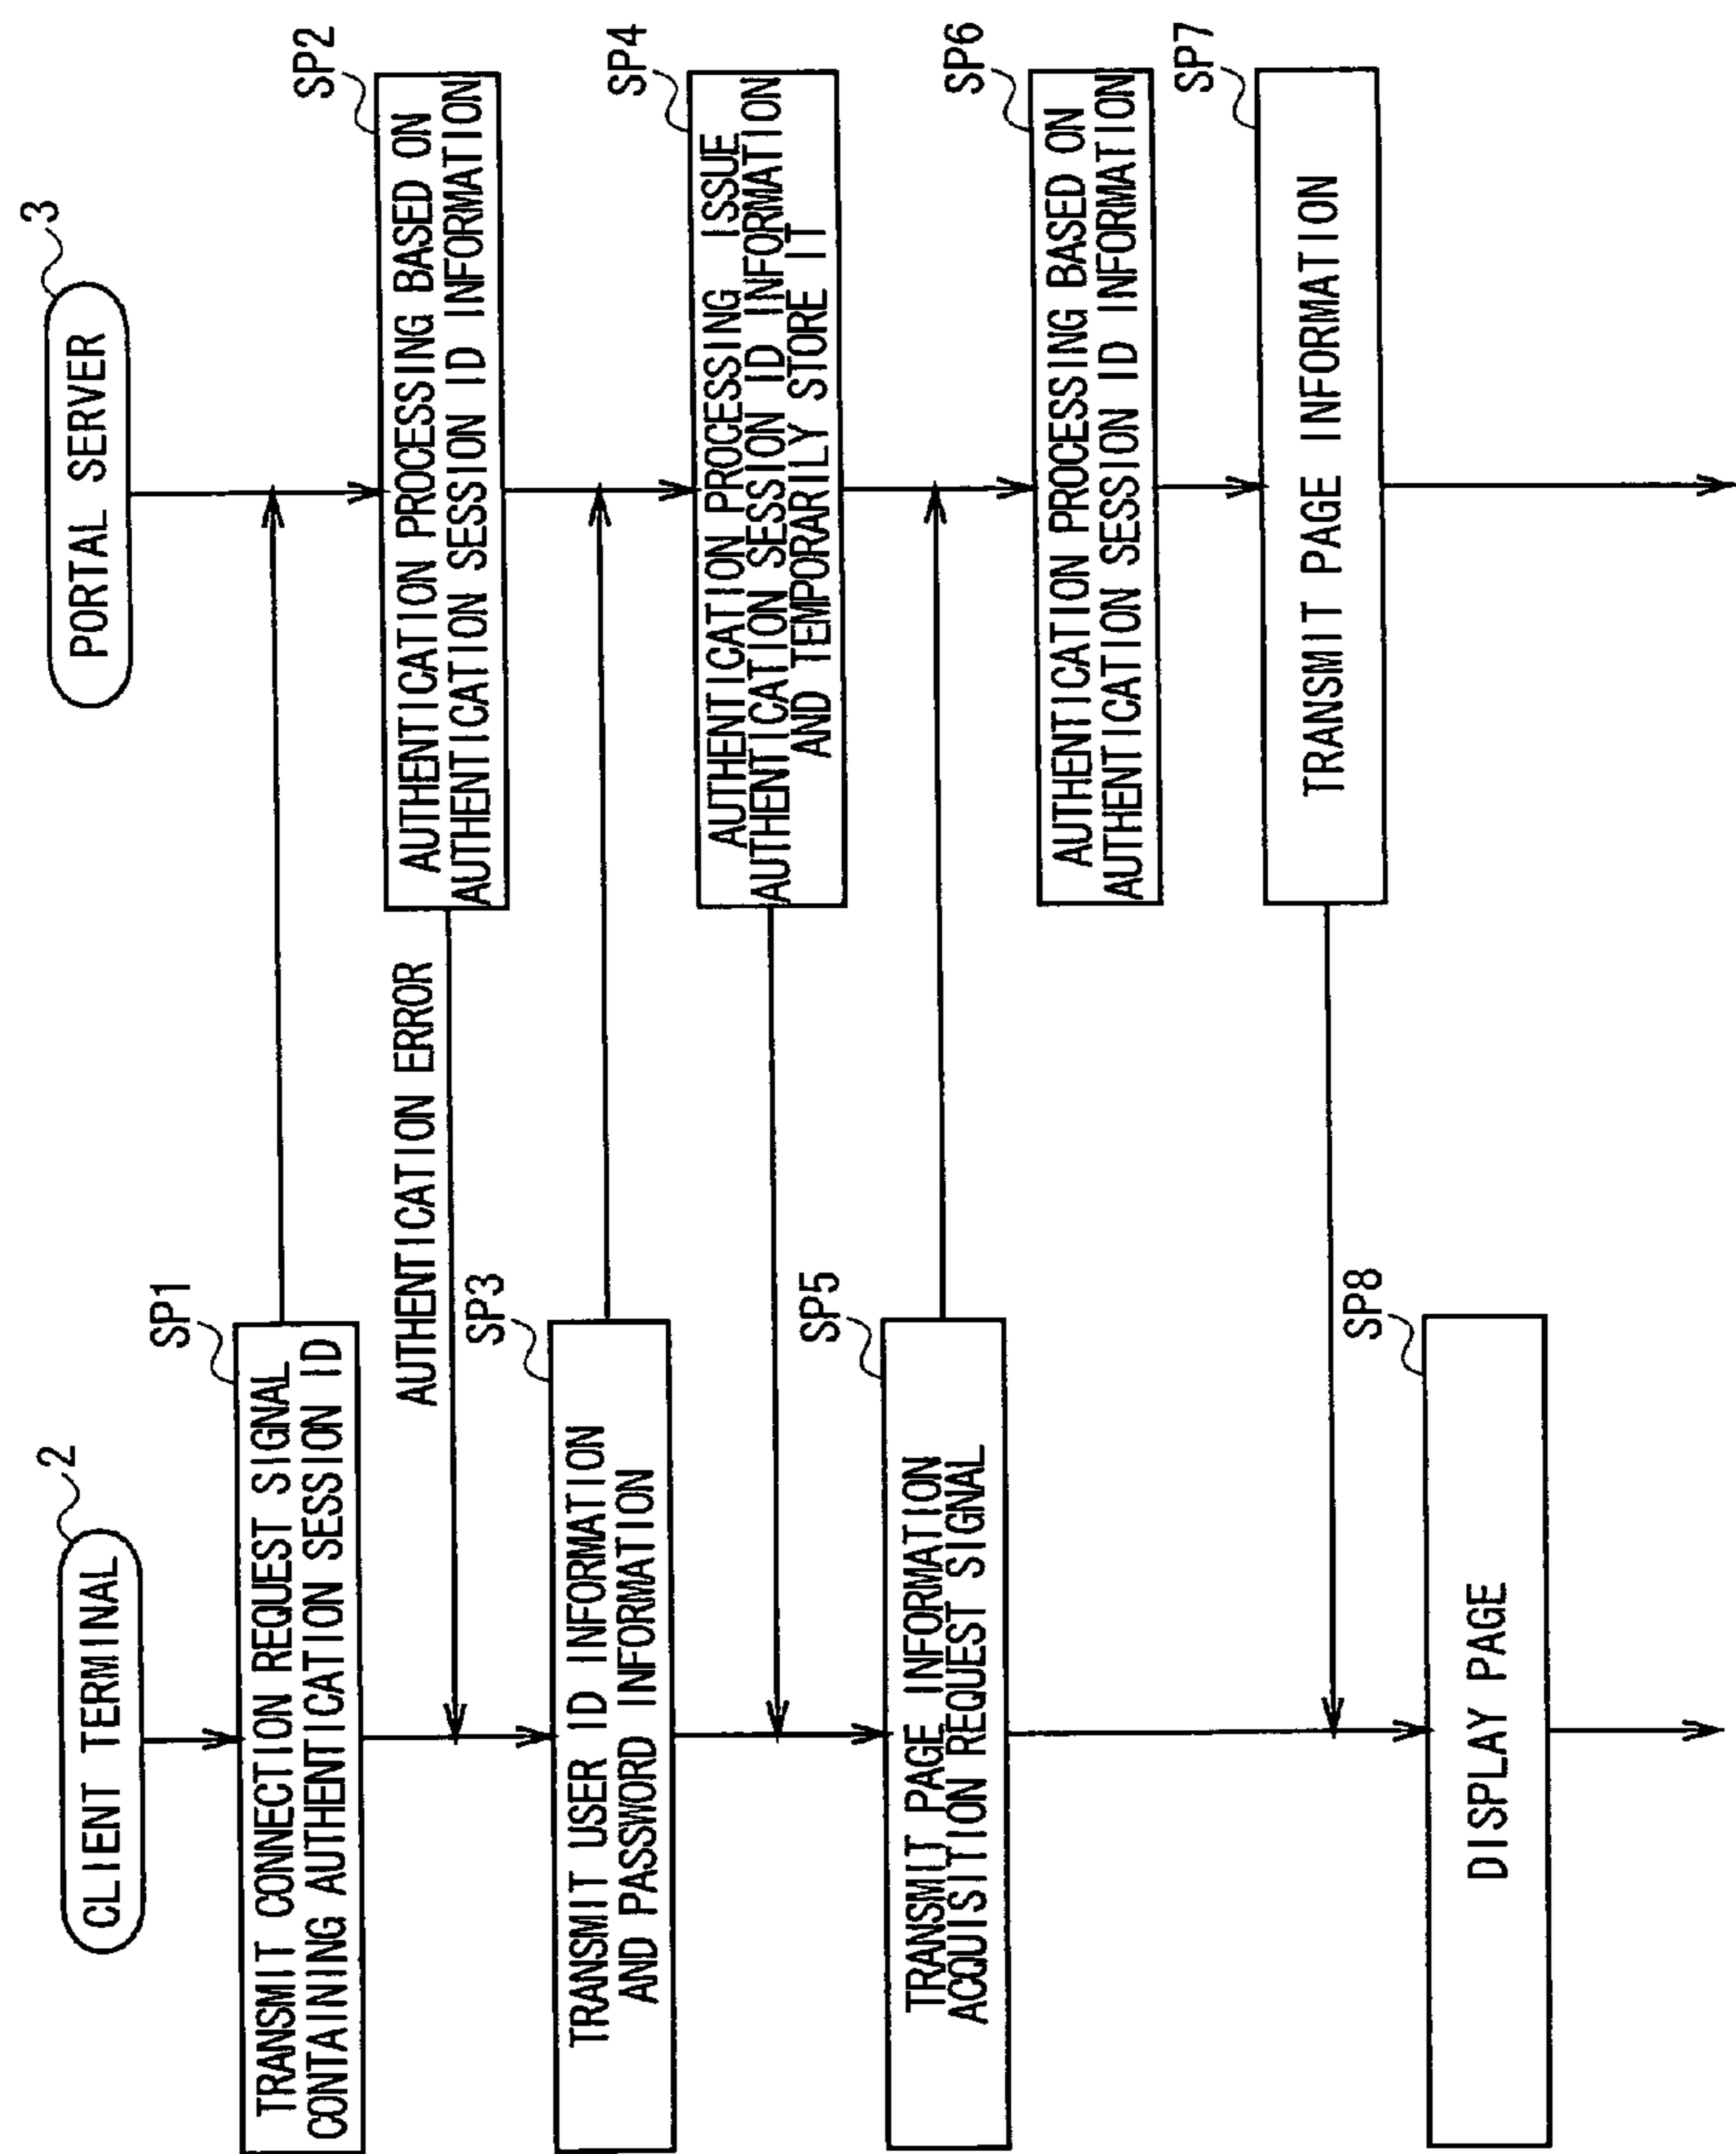 CLIENT TERMINAL
2
PORTAL SERVER
3
SP1
TRANSMIT CONNECTION REQUEST SIGNAL
CONTAINING AUTHENTICATION SESSION ID
SP2
AUTHENTICATION PROCESSING BASED ON
AUTHENTICATION SESSION ID INFORMATION
AUTHENTICATION ERROR
SP3
TRANSMIT USER ID INFORMATION
AND PASSWORD INFORMATION
SP4
AUTHENTICATION PROCESSING ISSUE
AUTHENTICATION SESSION ID INFORMATION
AND TEMPORARILY STORE IT
SP5
TRANSMIT PAGE INFORMATION
ACQUISITION REQUEST SIGNAL
SP6
AUTHENTICATION PROCESSING BASED ON
AUTHENTICATION SESSION ID INFORMATION
SP7
TRANSMIT PAGE INFORMATION
SP8
DISPLAY PAGE